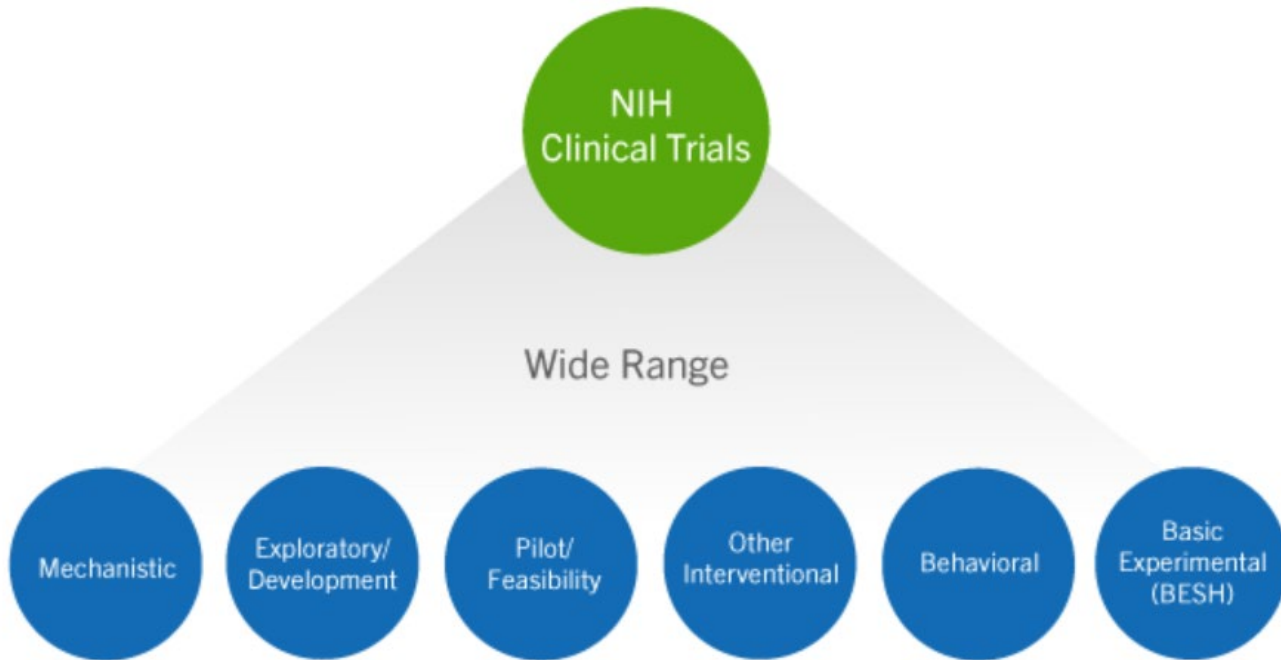 NIH
Clinical Trials
Wide Range
Mechanistic
Exploratory/
Development
Pilot/
Feasibility
Other
Interventional
Behavioral
Basic
Experimental
(BESH)